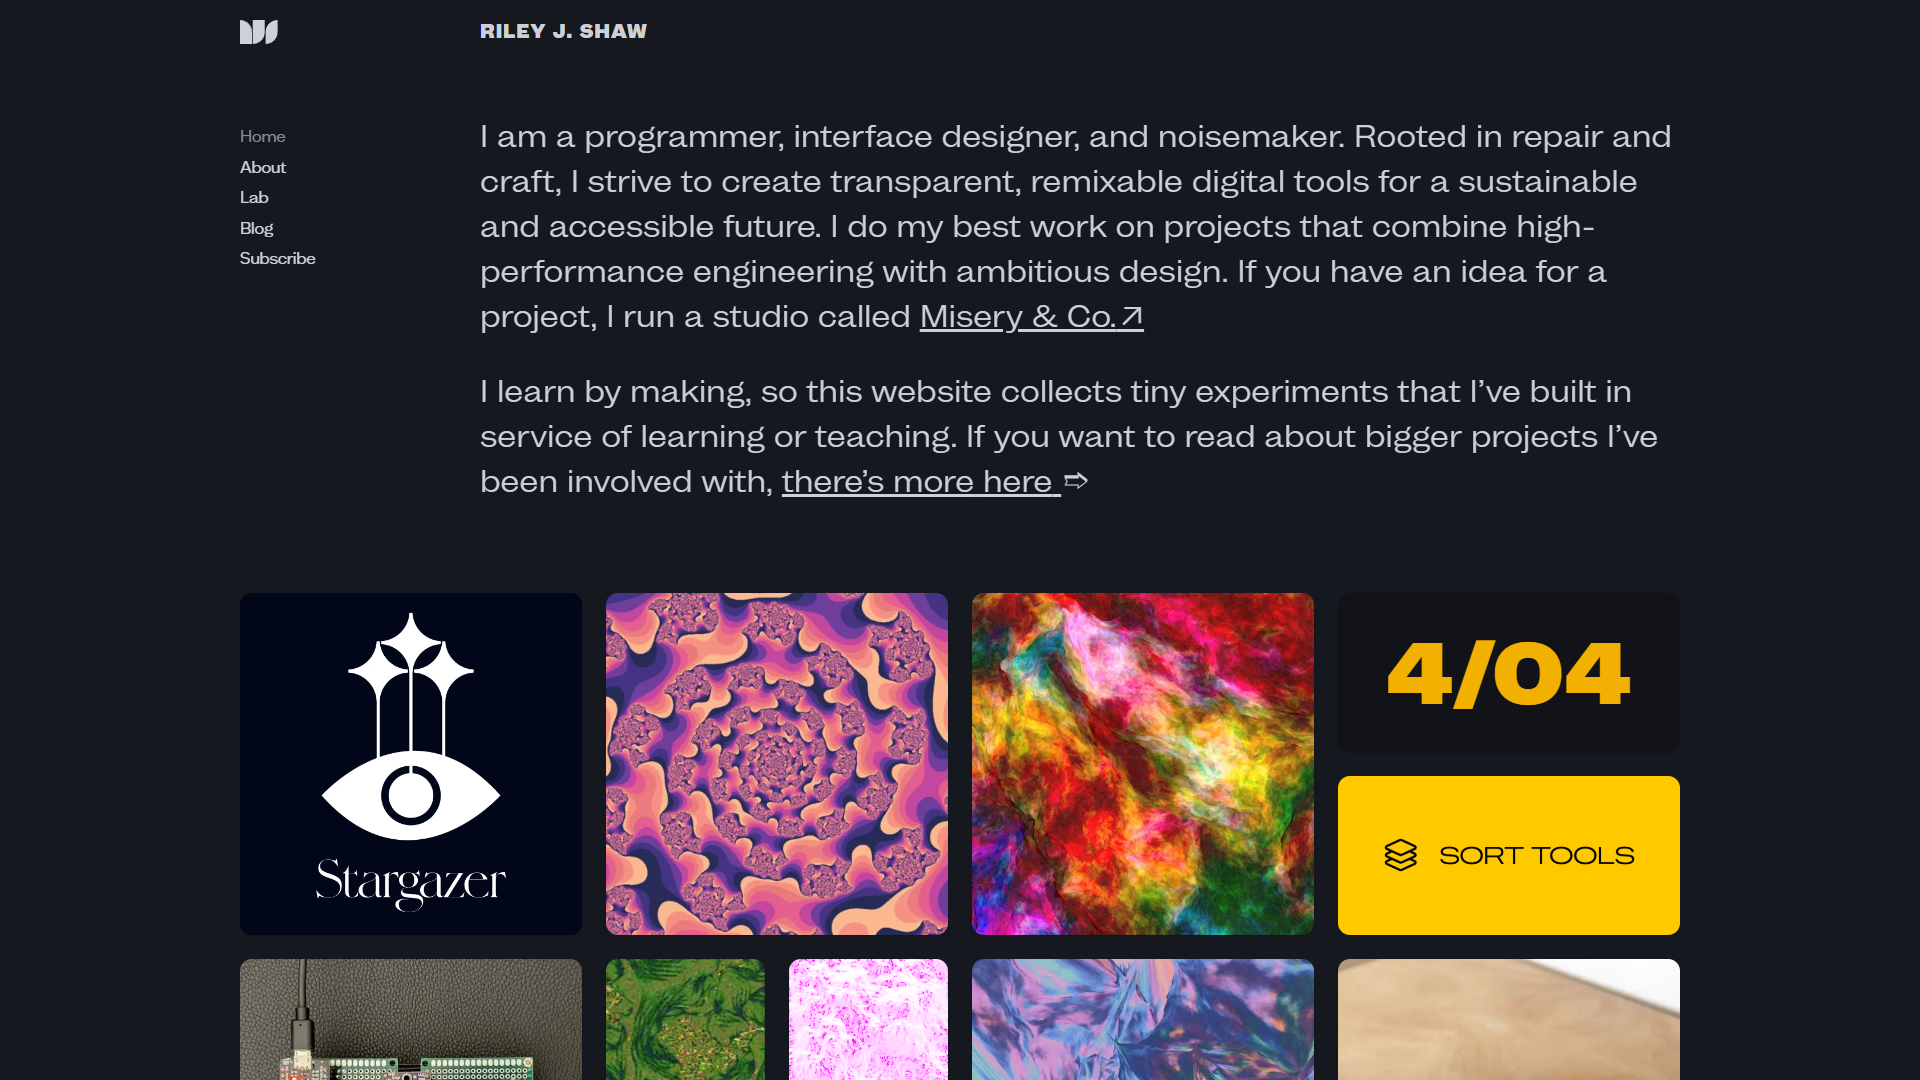 RILEY J. SHAW
Home
About
Lab
Blog
Subscribe
I am a programmer, interface designer, and noisemaker. Rooted in repair and
craft, I strive to create transparent, remixable digital tools for a sustainable
and accessible future. I do my best work on projects that combine high-
performance engineering with ambitious design. If you have an idea for a
project, I run a studio called Misery & Co.↗
I learn by making, so this website collects tiny experiments that I’ve built in
service of learning or teaching. If you want to read about bigger projects I’ve
been involved with, there’s more here ➯
Stargazer
4/04
SORT TOOLS